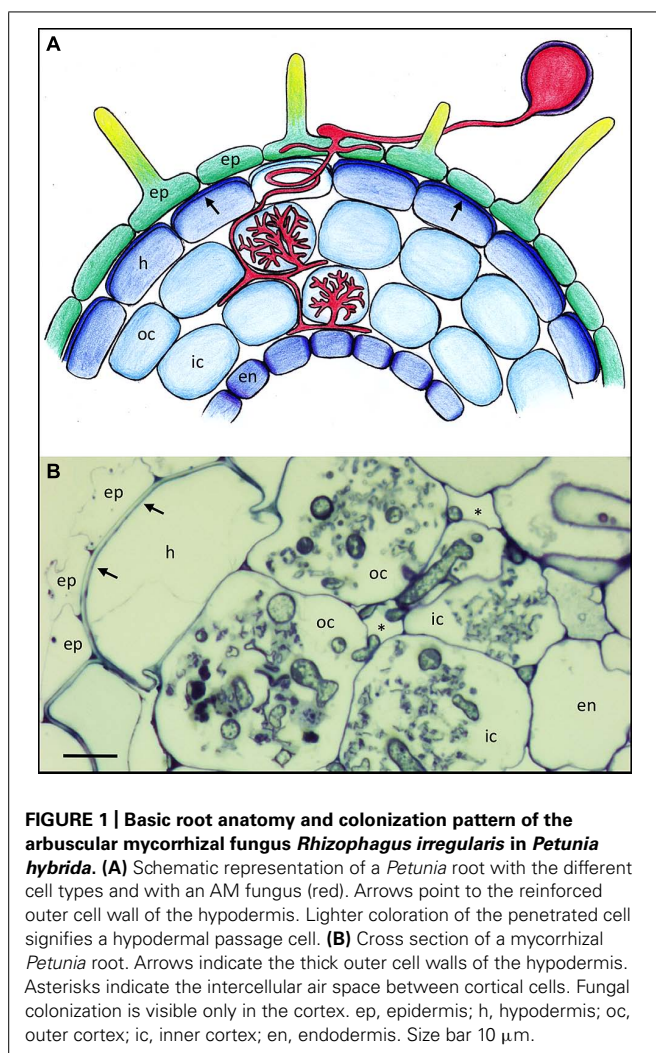 A
ep
ep
h
oc
ic
en
B
ep
*
h
oc
ep
oc
*
ic
ep
en
ic
FIGURE 1 | Basic root anatomy and colonization pattern of the
arbuscular mycorrhizal fungus Rhizophagus irregularis in Petunia
hybrida. (A) Schematic representation of a Petunia root with the different
cell types and with an AM fungus (red). Arrows point to the reinforced
outer cell wall of the hypodermis. Lighter coloration of the penetrated cell
signifies a hypodermal passage cell. (B) Cross section of a mycorrhizal
Petunia root. Arrows indicate the thick outer cell walls of the hypodermis.
Asterisks indicate the intercellular air space between cortical cells. Fungal
colonization is visible only in the cortex. ep, epidermis; h, hypodermis; oc,
outer cortex; ic, inner cortex; en, endodermis. Size bar 10 μm.